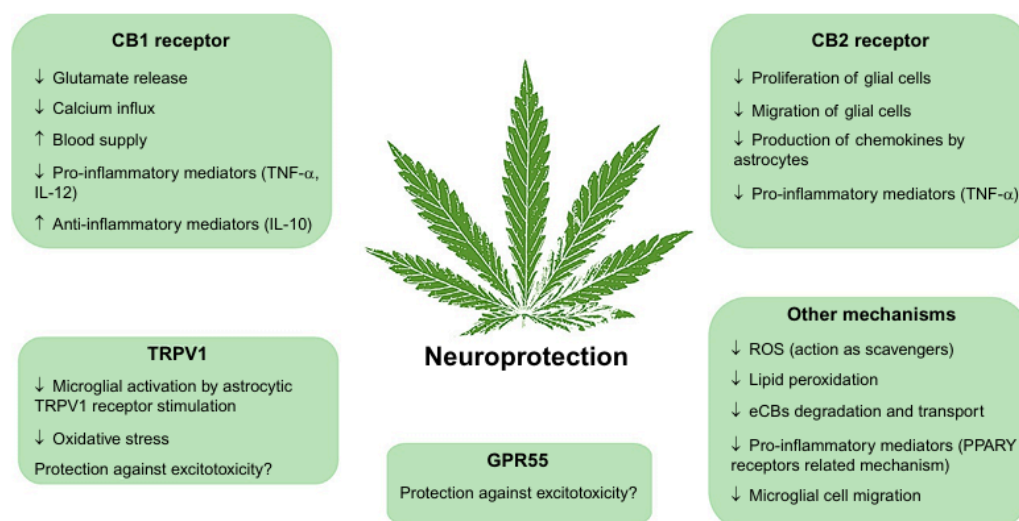 CB1 receptor
↓ Glutamate release
↓ Calcium influx
↑ Blood supply
↓ Pro-inflammatory mediators (TNF-α,
IL-12)
↑ Anti-inflammatory mediators (IL-10)
CB2 receptor
↓ Proliferation of glial cells
↓ Migration of glial cells
↓ Production of chemokines by
astrocytes
↓ Pro-inflammatory mediators (TNF-α)
Neuroprotection
TRPV1
↓ Microglial activation by astrocytic
TRPV1 receptor stimulation
↓ Oxidative stress
Protection against excitotoxicity?
GPR55
Protection against excitotoxicity?
Other mechanisms
↓ ROS (action as scavengers)
↓ Lipid peroxidation
↓ eCBs degradation and transport
↓ Pro-inflammatory mediators (PPARY
receptors related mechanism)
↓ Microglial cell migration